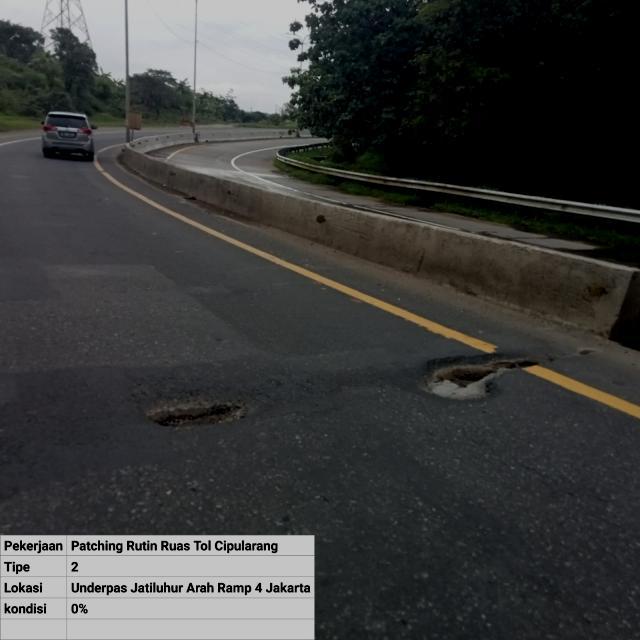 Pekerjaan Patching Rutin Ruas Tol Cipularang
Tipe 2
Lokasi Underpas Jatiluhur Arah Ramp 4 Jakarta
kondisi 0%